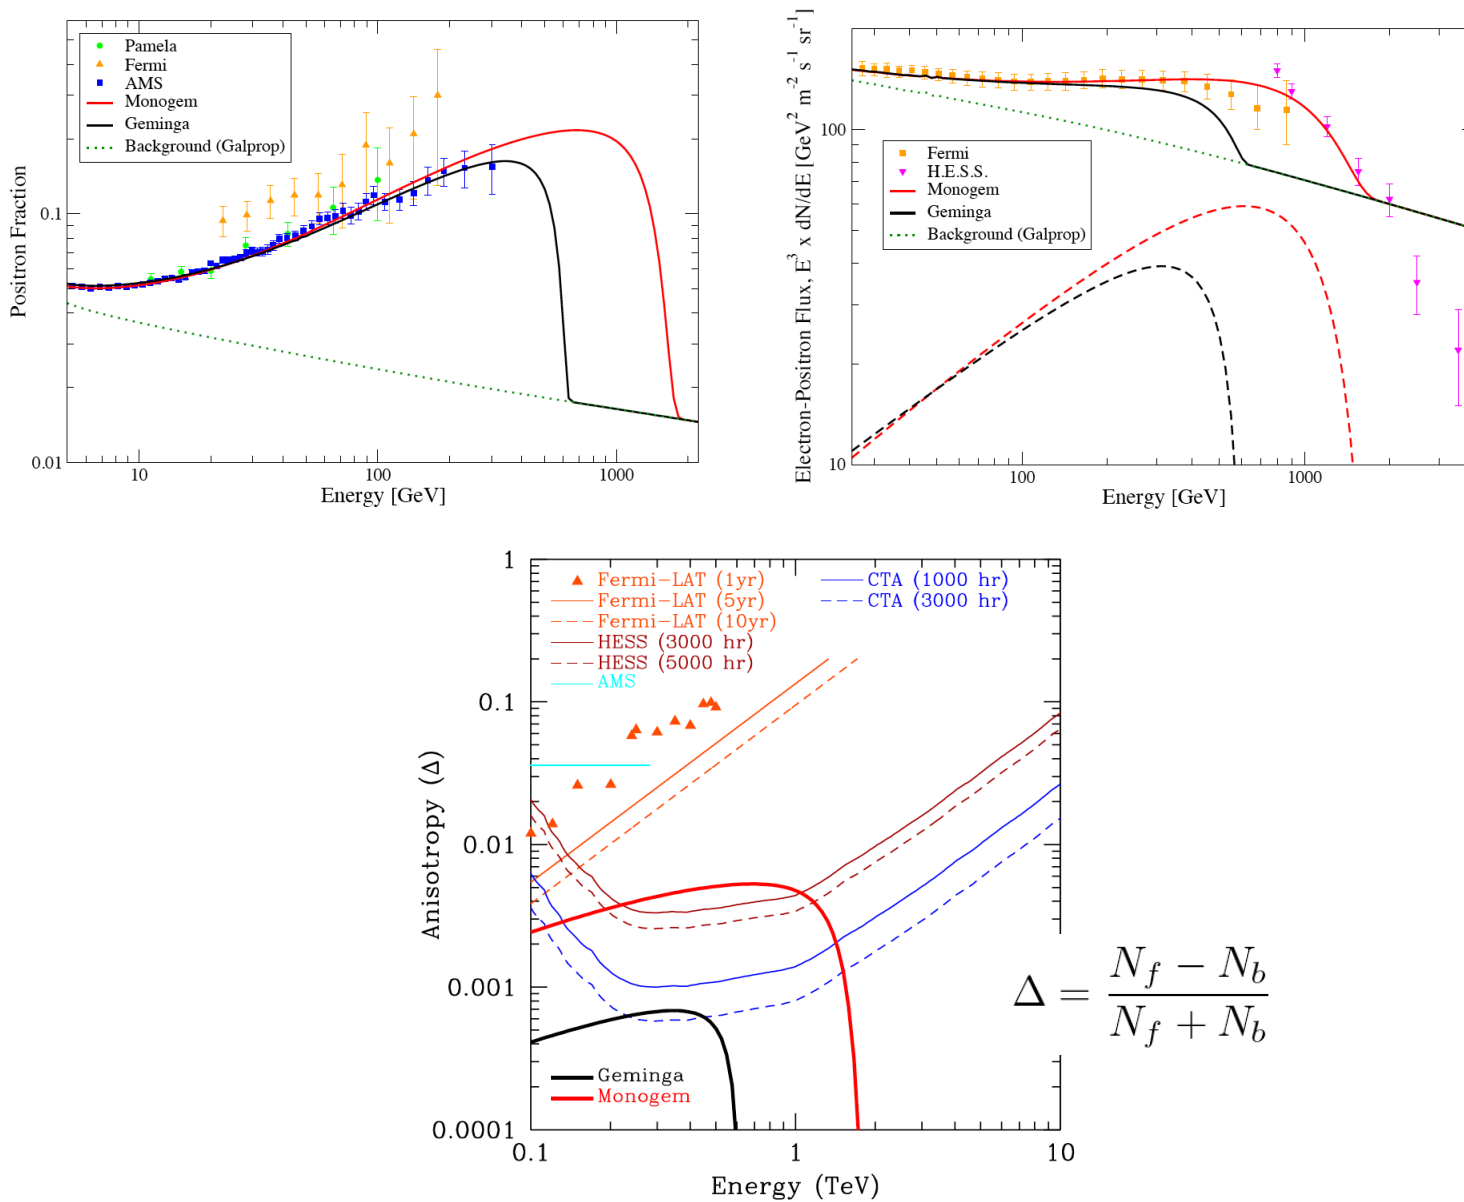 Pamela
Fermi
AMS
Monogem
Geminga
Background (Galprop)
Positron Fraction
0.1
0.01
10
100
1000
Energy [GeV]
Electron-Positron Flux, E³ x dN/dE [GeV² m⁻² s⁻¹ sr⁻¹]
100
10
Fermi
H.E.S.S.
Monogem
Geminga
Background (Galprop)
100
1000
Energy [GeV]
Anisotropy (Δ)
1
0.1
0.01
0.001
0.0001
Fermi-LAT (1yr)
Fermi-LAT (5yr)
Fermi-LAT (10yr)
HESS (3000 hr)
HESS (5000 hr)
AMS
CTA (1000 hr)
CTA (3000 hr)
Geminga
Monogem
0.1
1
10
Energy (TeV)
Δ = (N_f − N_b) / (N_f + N_b)